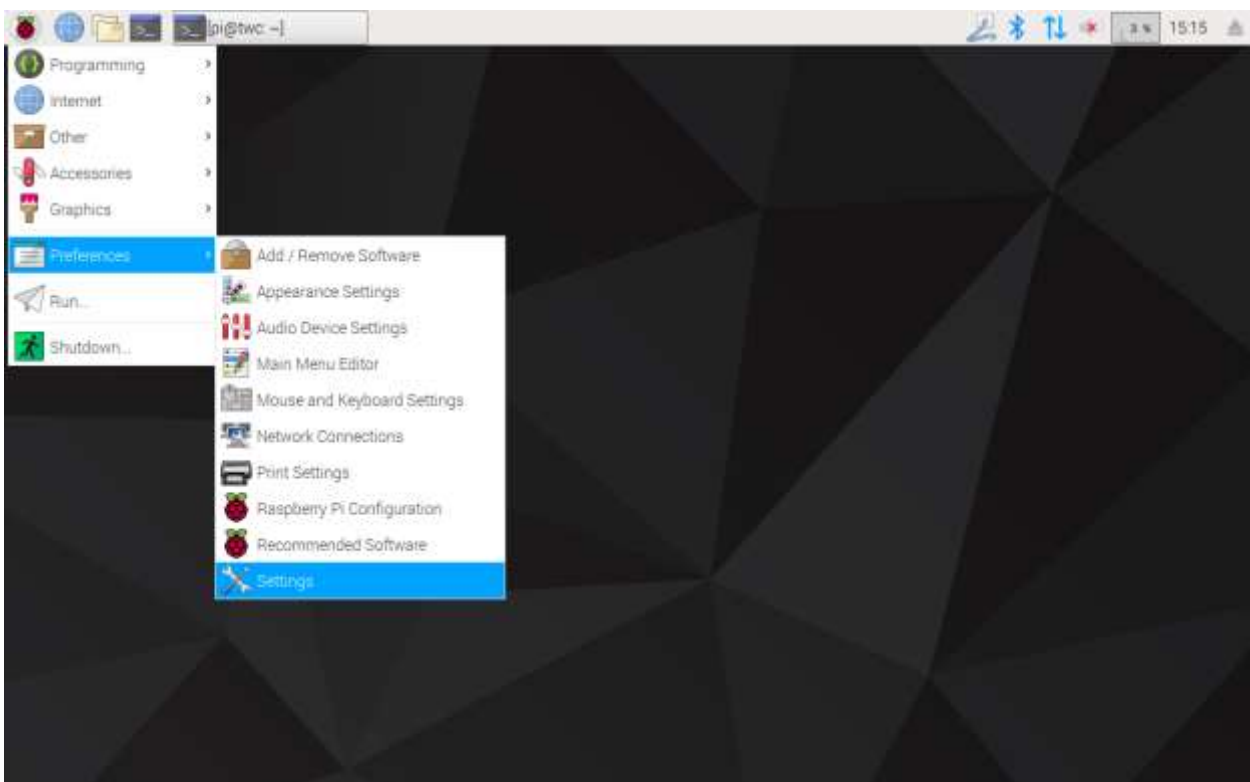 [pi@twc: ~]
3 %
15:15
Programming
Internet
Other
Accessories
Graphics
Preferences
Run...
Shutdown...
Add / Remove Software
Appearance Settings
Audio Device Settings
Main Menu Editor
Mouse and Keyboard Settings
Network Connections
Print Settings
Raspberry Pi Configuration
Recommended Software
Settings